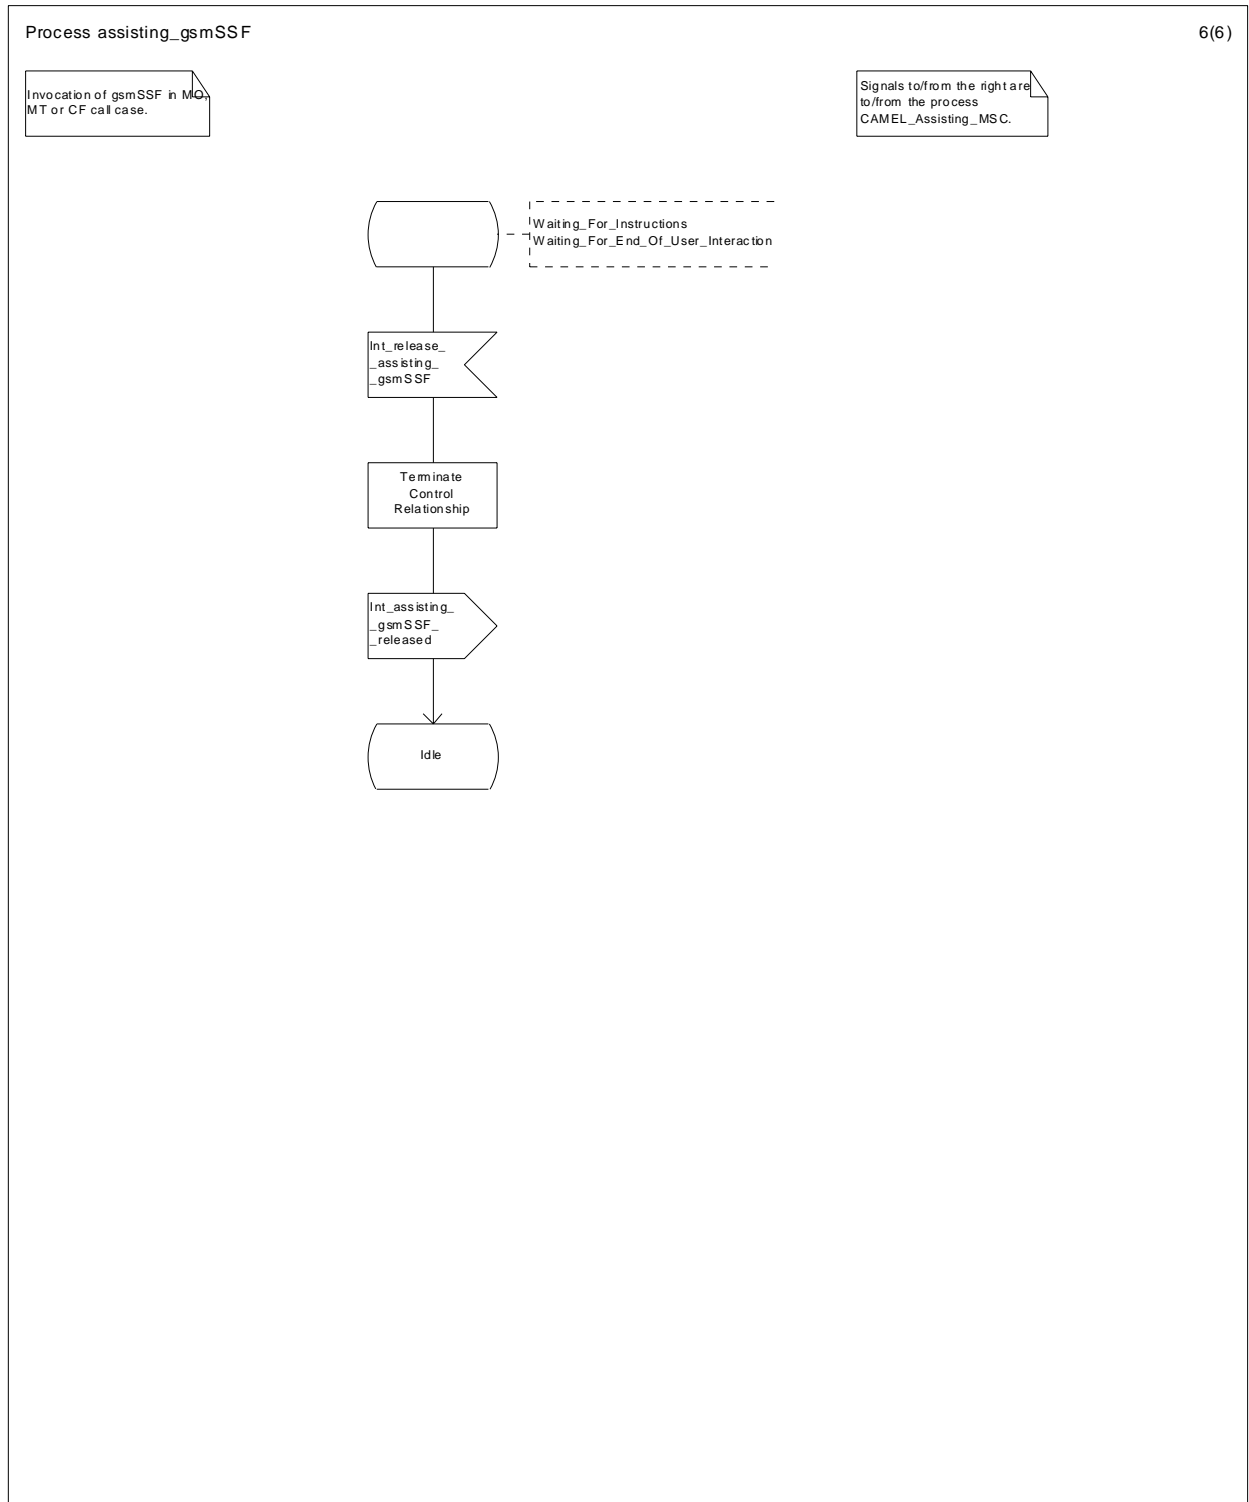 Process assisting_gsmSSF
6(6)
Invocation of gsmSSF in MO,
MT or CF call case.
Signals to/from the right are
to/from the process
CAMEL_Assisting_MSC.
Waiting_For_Instructions
Waiting_For_End_Of_User_Interaction
Int_release_
_assisting_
_gsmSSF
Terminate
Control
Relationship
Int_assisting_
_gsmSSF_
_released
Idle